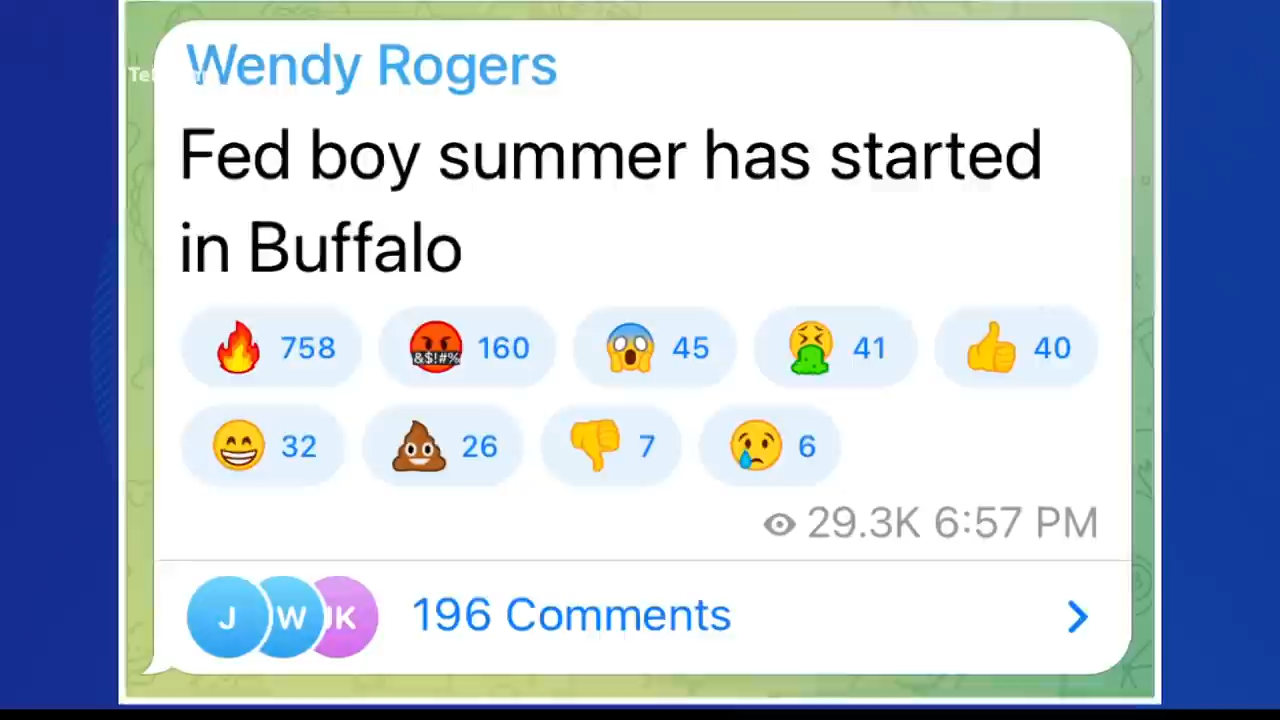 Wendy Rogers
Fed boy summer has started
in Buffalo
758 160 45 41 40
&$!#%
32 26 7 6
29.3K 6:57 PM
J W JK 196 Comments